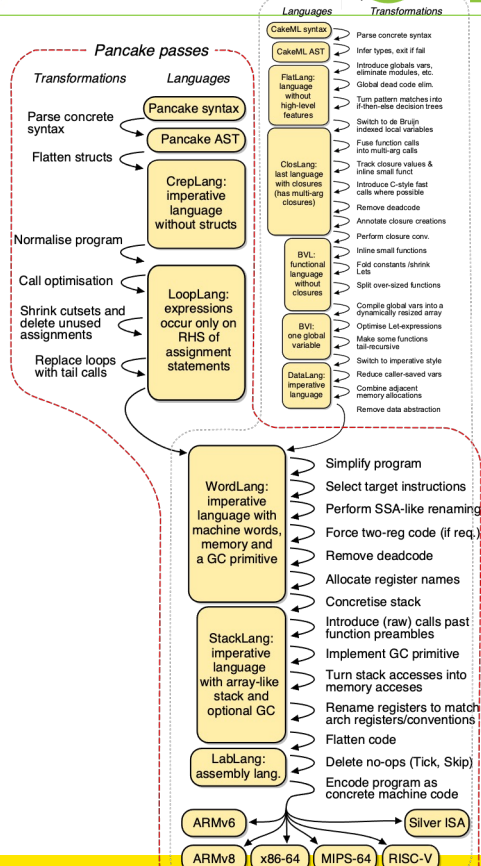 Languages
Transformations
CakeML syntax
Parse concrete syntax
CakeML AST
Infer types, exit if fail
Introduce globals vars,
eliminate modules, etc.
FlatLang:
language
without
high-level
features
Global dead code elim.
Turn pattern matches into
if-then-else decision trees
Switch to de Bruijn
indexed local variables
ClosLang:
last language
with closures
(has multi-arg
closures)
Fuse function calls
into multi-arg calls
Track closure values &
inline small funct
Introduce C-style fast
calls where possible
Remove deadcode
Annotate closure creations
Perform closure conv.
BVL:
functional
language
without
closures
Inline small functions
Fold constants /shrink
Lets
Split over-sized functions
Compile global vars into a
dynamically resized array
BVI:
one global
variable
Optimise Let-expressions
Make some functions
tail-recursive
Switch to imperative style
DataLang:
imperative
language
Reduce caller-saved vars
Combine adjacent
memory allocations
Remove data abstraction
Pancake passes
Transformations
Languages
Pancake syntax
Parse concrete
syntax
Pancake AST
Flatten structs
CrepLang:
imperative
language
without structs
Normalise program
LoopLang:
expressions
occur only on
RHS of
assignment
statements
Call optimisation
Shrink cutsets and
delete unused
assignments
Replace loops
with tail calls
WordLang:
imperative
language with
machine words,
memory and
a GC primitive
Simplify program
Select target instructions
Perform SSA-like renaming
Force two-reg code (if req.)
Remove deadcode
Allocate register names
Concretise stack
StackLang:
imperative
language
with array-like
stack and
optional GC
Introduce (raw) calls past
function preambles
Implement GC primitive
Turn stack accesses into
memory acceses
Rename registers to match
arch registers/conventions
Flatten code
LabLang:
assembly lang.
Delete no-ops (Tick, Skip)
Encode program as
concrete machine code
ARMv6
Silver ISA
ARMv8
x86-64
MIPS-64
RISC-V